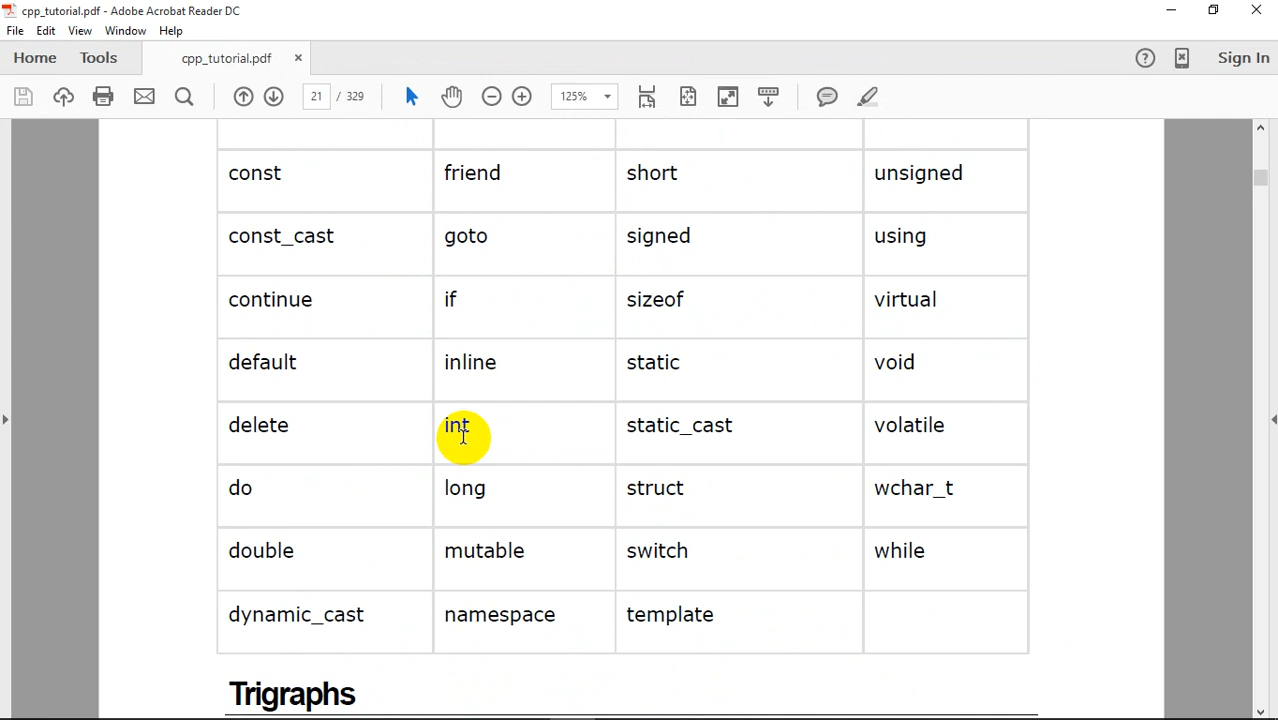 cpp_tutorial.pdf - Adobe Acrobat Reader DC
File Edit View Window Help
Home Tools cpp_tutorial.pdf × Sign In
21 / 329 125%
const friend short unsigned
const_cast goto signed using
continue if sizeof virtual
default inline static void
delete int static_cast volatile
do long struct wchar_t
double mutable switch while
dynamic_cast namespace template
Trigraphs